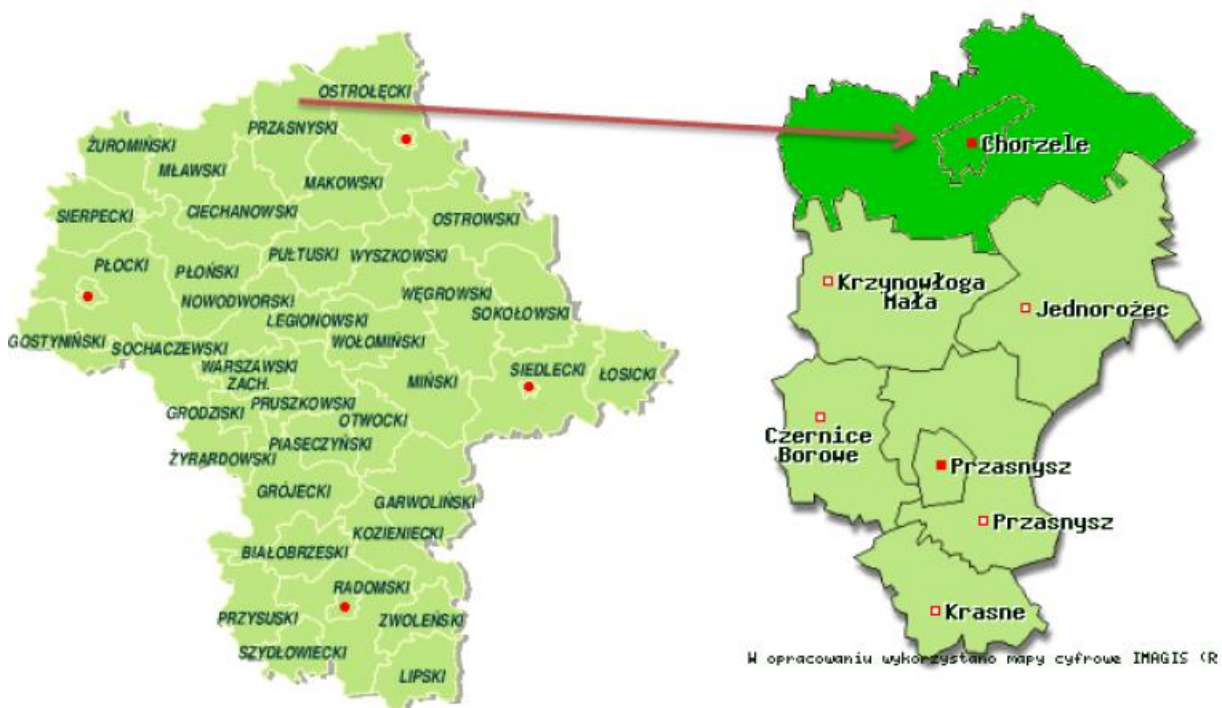 OSTROŁĘCKI
PRZASNYSKI
ŻUROMIŃSKI
MŁAWSKI
MAKOWSKI
SIERPECKI
CIECHANOWSKI
OSTROWSKI
PŁOCKI
PŁOŃSKI
PUŁTUSKI
WYSZKOWSKI
NOWODWORSKI
WĘGROWSKI
SOKOŁOWSKI
LEGIONOWSKI
GOSTYNIŃSKI
SOCHACZEWSKI
WOŁOMIŃSKI
WARSZAWSKI
ZACH.
MIŃSKI
SIEDLECKI
ŁOSICKI
GRODZISKI
PRUSZKOWSKI
OTWOCKI
PIASECZYŃSKI
ŻYRARDOWSKI
GRÓJECKI
GARWOLIŃSKI
KOZIENIECKI
BIAŁOBRZESKI
RADOMSKI
PRZYSUSKI
ZWOLEŃSKI
SZYDŁOWIECKI
LIPSKI
Chorzele
Krzynowłoga
Mała
Jednorożec
Czernice
Borowe
Przasnysz
Przasnysz
Krasne
W opracowaniu wykorzystano mapy cyfrowe IMAGIS (R